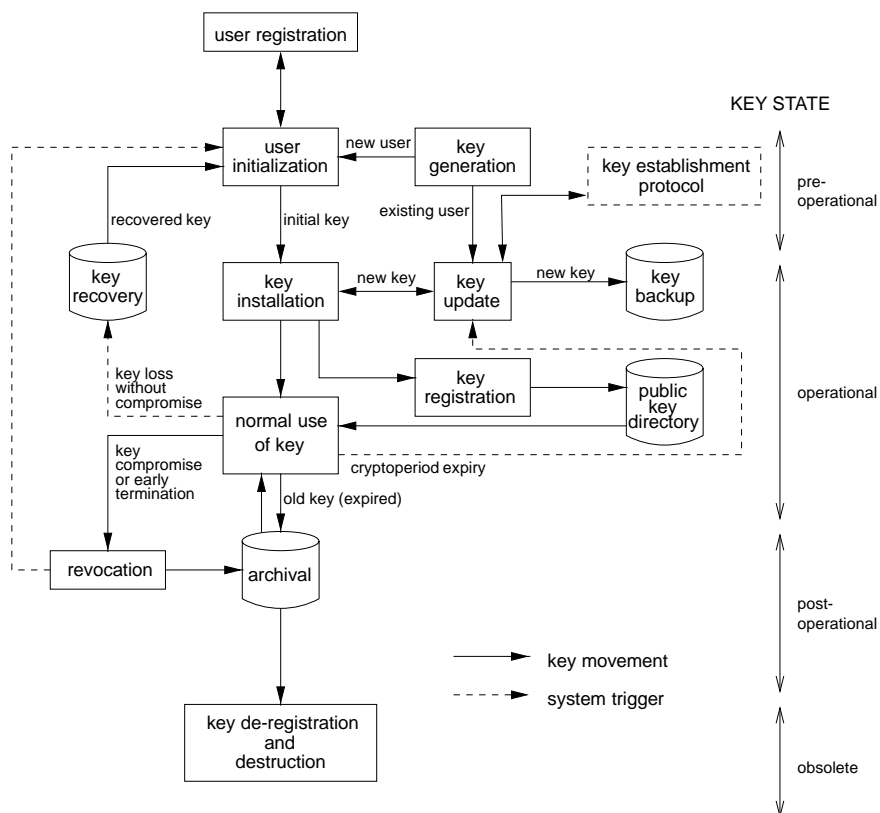 user registration
KEY STATE
user
initialization
new user
key
generation
key establishment
protocol
pre-
operational
recovered key
initial key
existing user
key
recovery
key
installation
new key
key
update
new key
key
backup
key loss
without
compromise
key
registration
public
key
directory
operational
normal use
of key
key
compromise
or early
termination
cryptoperiod expiry
old key (expired)
revocation
archival
post-
operational
key movement
system trigger
key de-registration
and
destruction
obsolete